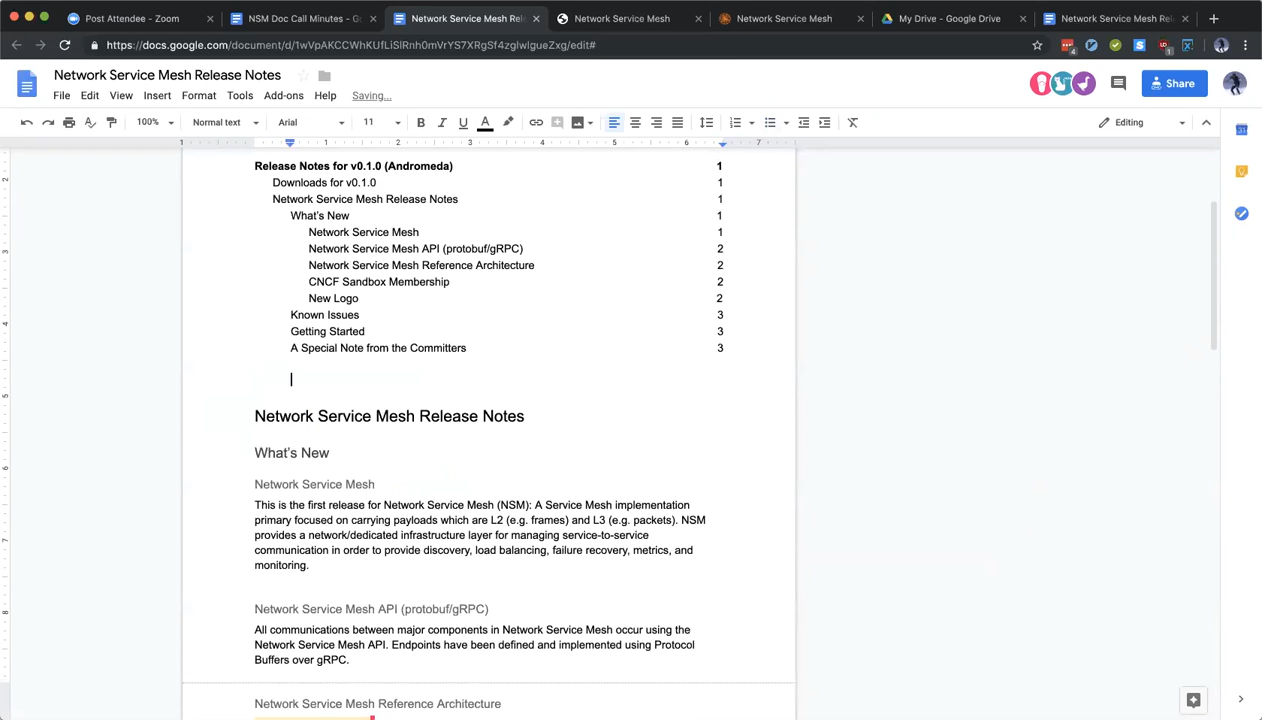 Post Attendee - Zoom
NSM Doc Call Minutes - G
Network Service Mesh Rel
Network Service Mesh
Network Service Mesh
My Drive - Google Drive
Network Service Mesh Rel
https://docs.google.com/document/d/1wVpAKCCWhKUfLiSlRnh0mVrYS7XRgSf4zglwlgueZxg/edit#
4
1
Network Service Mesh Release Notes
File Edit View Insert Format Tools Add-ons Help Saving...
Share
100% Normal text Arial 11 Editing
1 1 2 3 4 5 6 7
Release Notes for v0.1.0 (Andromeda) 1
Downloads for v0.1.0 1
Network Service Mesh Release Notes 1
What's New 1
Network Service Mesh 1
Network Service Mesh API (protobuf/gRPC) 2
Network Service Mesh Reference Architecture 2
CNCF Sandbox Membership 2
New Logo 2
Known Issues 3
Getting Started 3
A Special Note from the Committers 3
Network Service Mesh Release Notes
What's New
Network Service Mesh
This is the first release for Network Service Mesh (NSM): A Service Mesh implementation
primary focused on carrying payloads which are L2 (e.g. frames) and L3 (e.g. packets). NSM
provides a network/dedicated infrastructure layer for managing service-to-service
communication in order to provide discovery, load balancing, failure recovery, metrics, and
monitoring.
Network Service Mesh API (protobuf/gRPC)
All communications between major components in Network Service Mesh occur using the
Network Service Mesh API. Endpoints have been defined and implemented using Protocol
Buffers over gRPC.
Network Service Mesh Reference Architecture